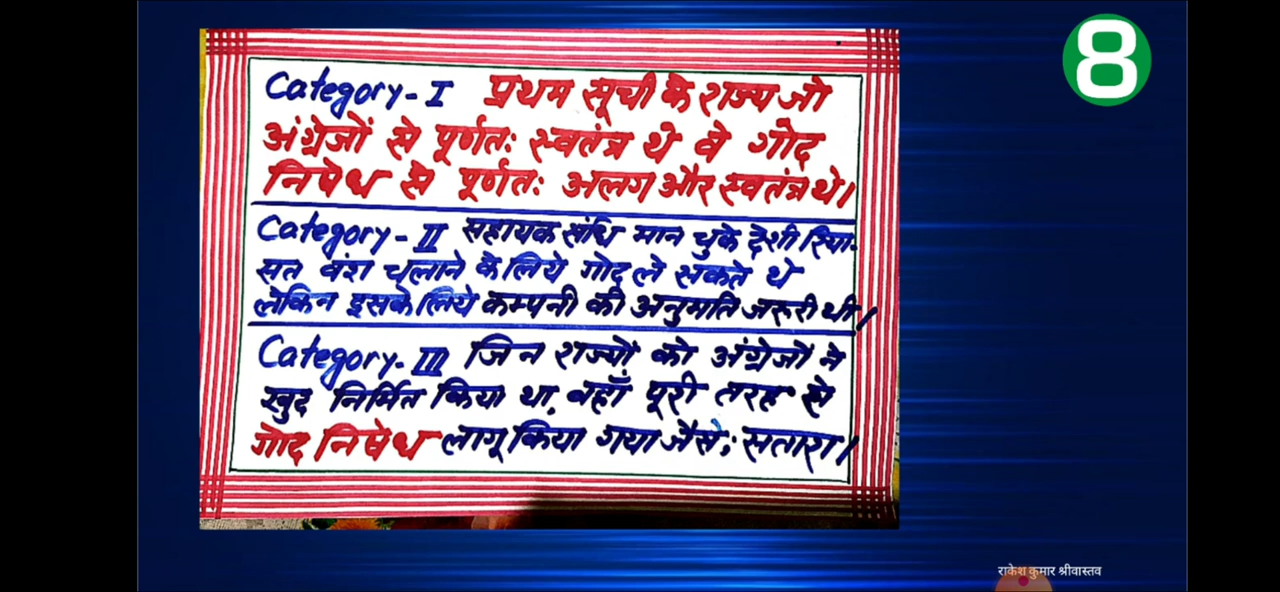 8
Category-I प्रथम सूची के राज्य जो
अंग्रेजों से पूर्णतः स्वतंत्र थे वे गोद
निषेध से पूर्णतः अलग और स्वतंत्र थे।
Category-II सहायक संधि मान चुके देशी रिया-
सत वंश चलाने के लिये गोद ले सकते थे
लेकिन इसके लिये कम्पनी की अनुमति जरूरी थी।
Category-III जिन राज्यों को अंग्रेजों ने
खुद निर्मित किया था, वहाँ पूरी तरह से
गोद निषेध लागू किया गया जैसे; सतारा।
राकेश कुमार श्रीवास्तव